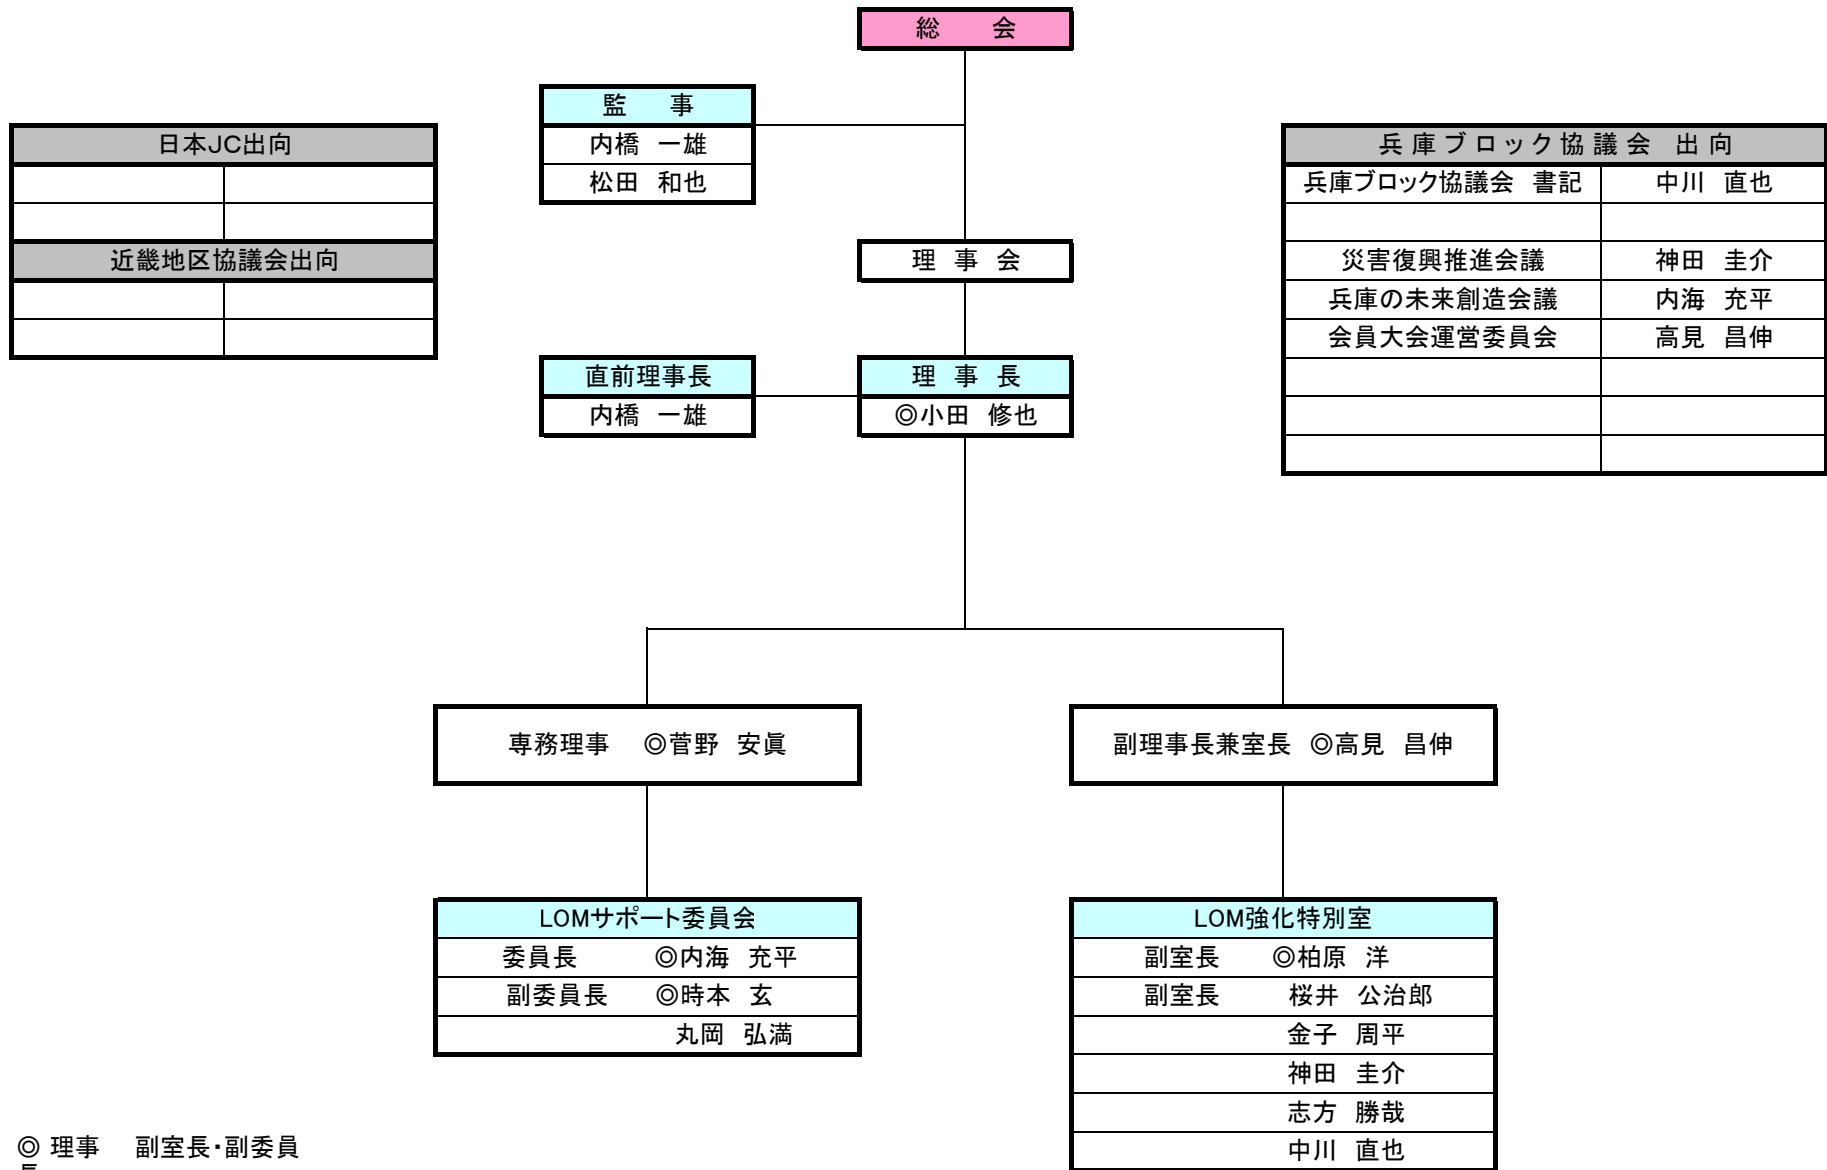 総　会
監　事
内橋　一雄
松田　和也
日本JC出向
近畿地区協議会出向
兵庫ブロック協議会　出向
兵庫ブロック協議会　書記　中川　直也
災害復興推進会議　神田　圭介
兵庫の未来創造会議　内海　充平
会員大会運営委員会　高見　昌伸
理　事　会
直前理事長
内橋　一雄
理　事　長
◎小田　修也
専務理事　◎菅野　安眞
副理事長兼室長　◎高見　昌伸
LOMサポート委員会
委員長　◎内海　充平
副委員長　◎時本　玄
丸岡　弘満
LOM強化特別室
副室長　◎柏原　洋
副室長　桜井　公治郎
金子　周平
神田　圭介
志方　勝哉
中川　直也
◎ 理事　副室長・副委員
長